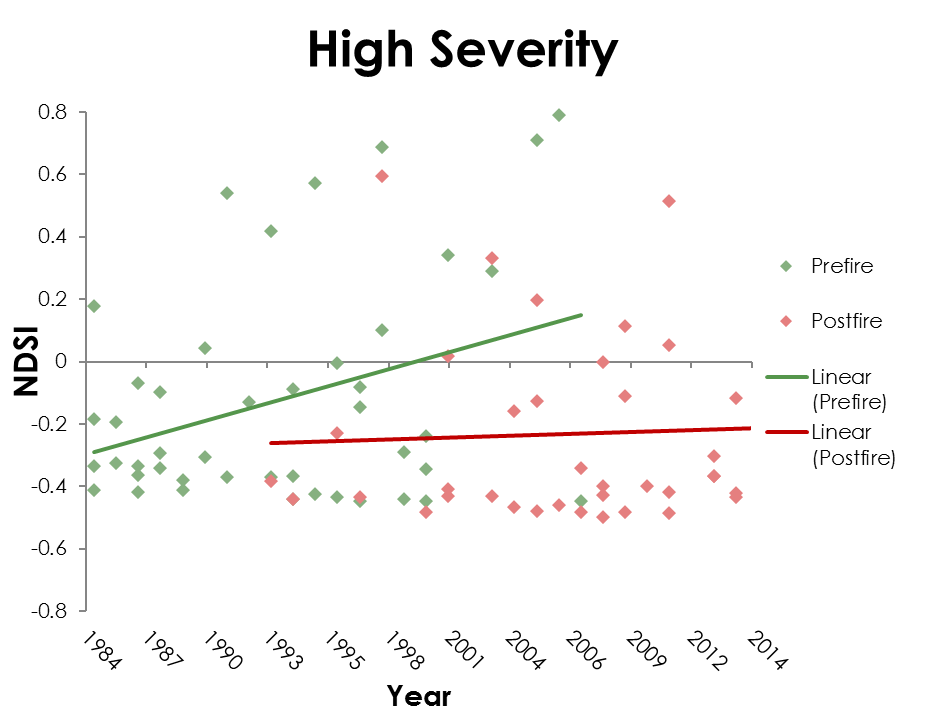 High Severity
0.8
0.6
0.4
0.2
0
-0.2
-0.4
-0.6
-0.8
NDSI
1984
1987
1990
1993
1995
1998
2001
2004
2006
2009
2012
2014
Year
Prefire
Postfire
Linear
(Prefire)
Linear
(Postfire)